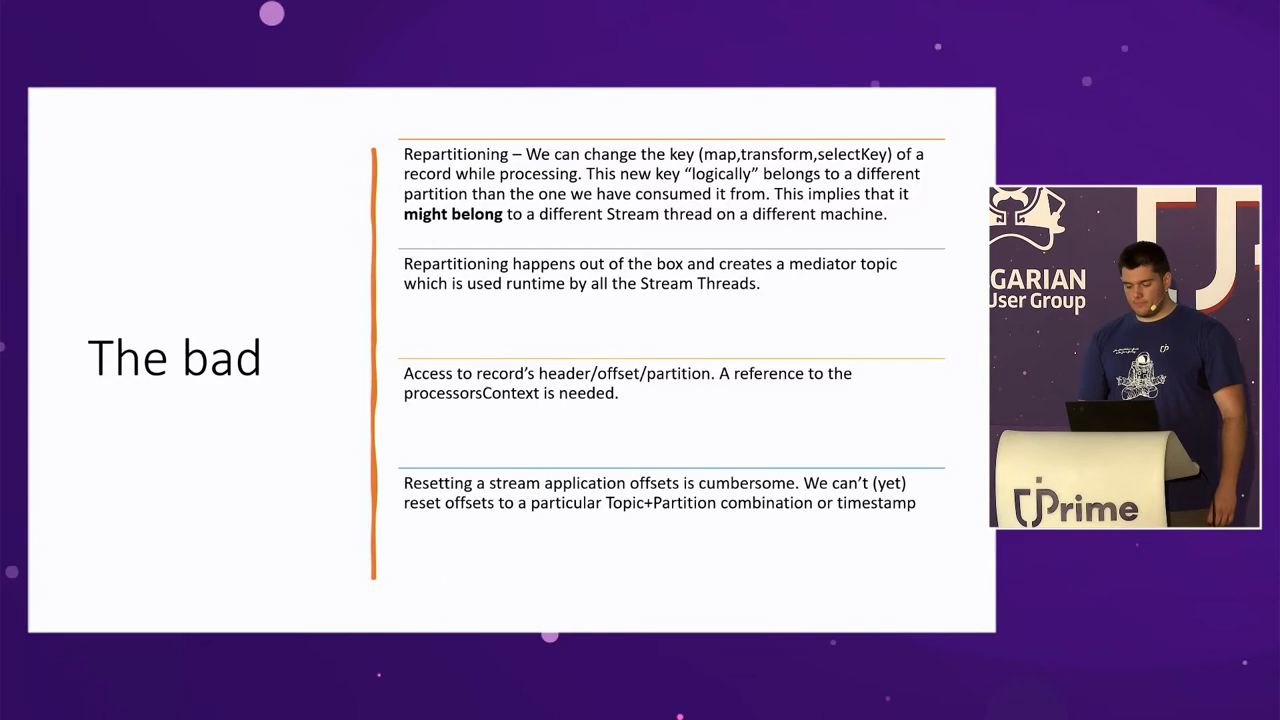 The bad
Repartitioning – We can change the key (map,transform,selectKey) of a
record while processing. This new key “logically” belongs to a different
partition than the one we have consumed it from. This implies that it
might belong to a different Stream thread on a different machine.
Repartitioning happens out of the box and creates a mediator topic
which is used runtime by all the Stream Threads.
Access to record’s header/offset/partition. A reference to the
processorsContext is needed.
Resetting a stream application offsets is cumbersome. We can’t (yet)
reset offsets to a particular Topic+Partition combination or timestamp
GARIAN
User Group
Prime